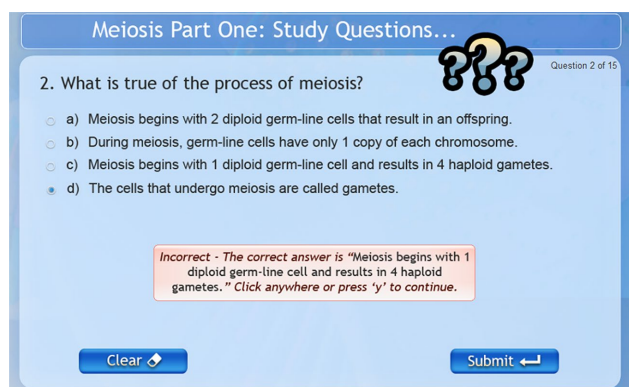 Meiosis Part One: Study Questions...
???
Question 2 of 15
2. What is true of the process of meiosis?
a) Meiosis begins with 2 diploid germ-line cells that result in an offspring.
b) During meiosis, germ-line cells have only 1 copy of each chromosome.
c) Meiosis begins with 1 diploid germ-line cell and results in 4 haploid gametes.
d) The cells that undergo meiosis are called gametes.
Incorrect - The correct answer is “Meiosis begins with 1
diploid germ-line cell and results in 4 haploid
gametes.” Click anywhere or press ‘y’ to continue.
Clear
Submit